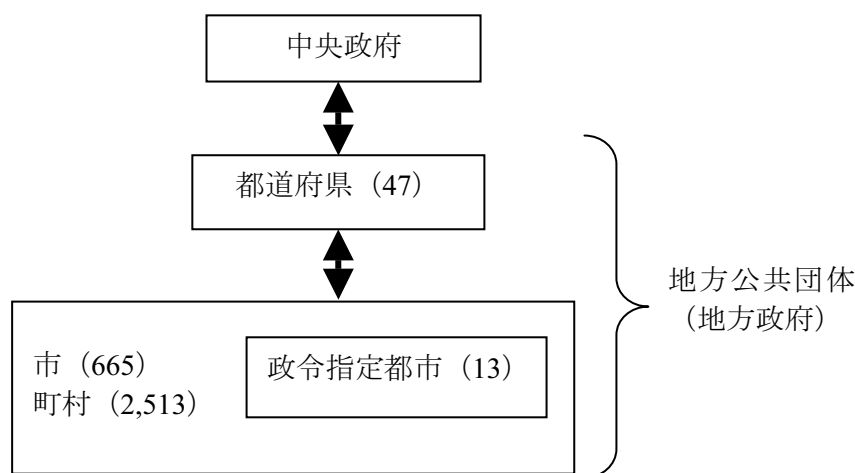 中央政府
都道府県（47）
地方公共団体
（地方政府）
市（665）
町村（2,513）
政令指定都市（13）